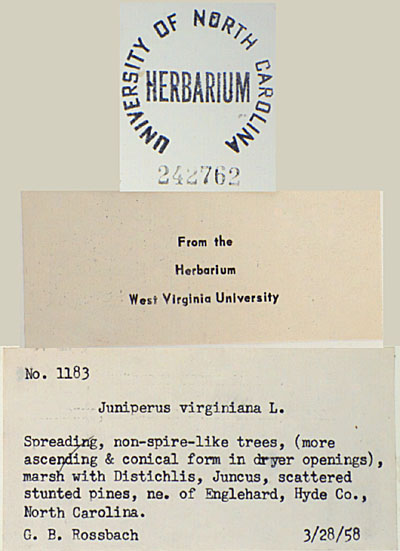 UNIVERSITY OF NORTH CAROLINA
HERBARIUM
242762
From the
Herbarium
West Virginia University
No. 1183
Juniperus virginiana L.
Spreading, non-spire-like trees, (more
ascending & conical form in dryer openings),
marsh with Distichlis, Juncus, scattered
stunted pines, ne. of Englehard, Hyde Co.,
North Carolina.
G. B. Rossbach 3/28/58